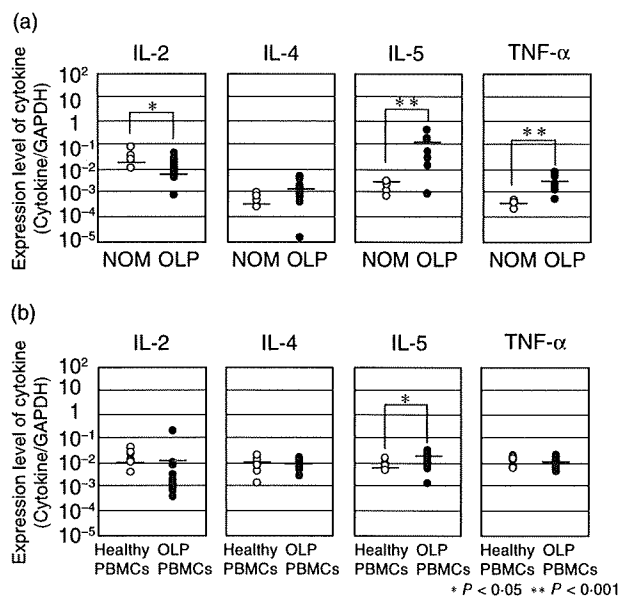 (a)
IL-2 IL-4 IL-5 TNF-α
Expression level of cytokine
(Cytokine/GAPDH)
10²
10
1
10⁻¹
10⁻²
10⁻³
10⁻⁴
10⁻⁵
* ** **
NOM OLP NOM OLP NOM OLP NOM OLP
(b)
IL-2 IL-4 IL-5 TNF-α
Expression level of cytokine
(Cytokine/GAPDH)
10²
10
1
10⁻¹
10⁻²
10⁻³
10⁻⁴
10⁻⁵
*
Healthy OLP Healthy OLP Healthy OLP Healthy OLP
PBMCs PBMCs PBMCs PBMCs PBMCs PBMCs PBMCs PBMCs
* P < 0·05 ** P < 0·001